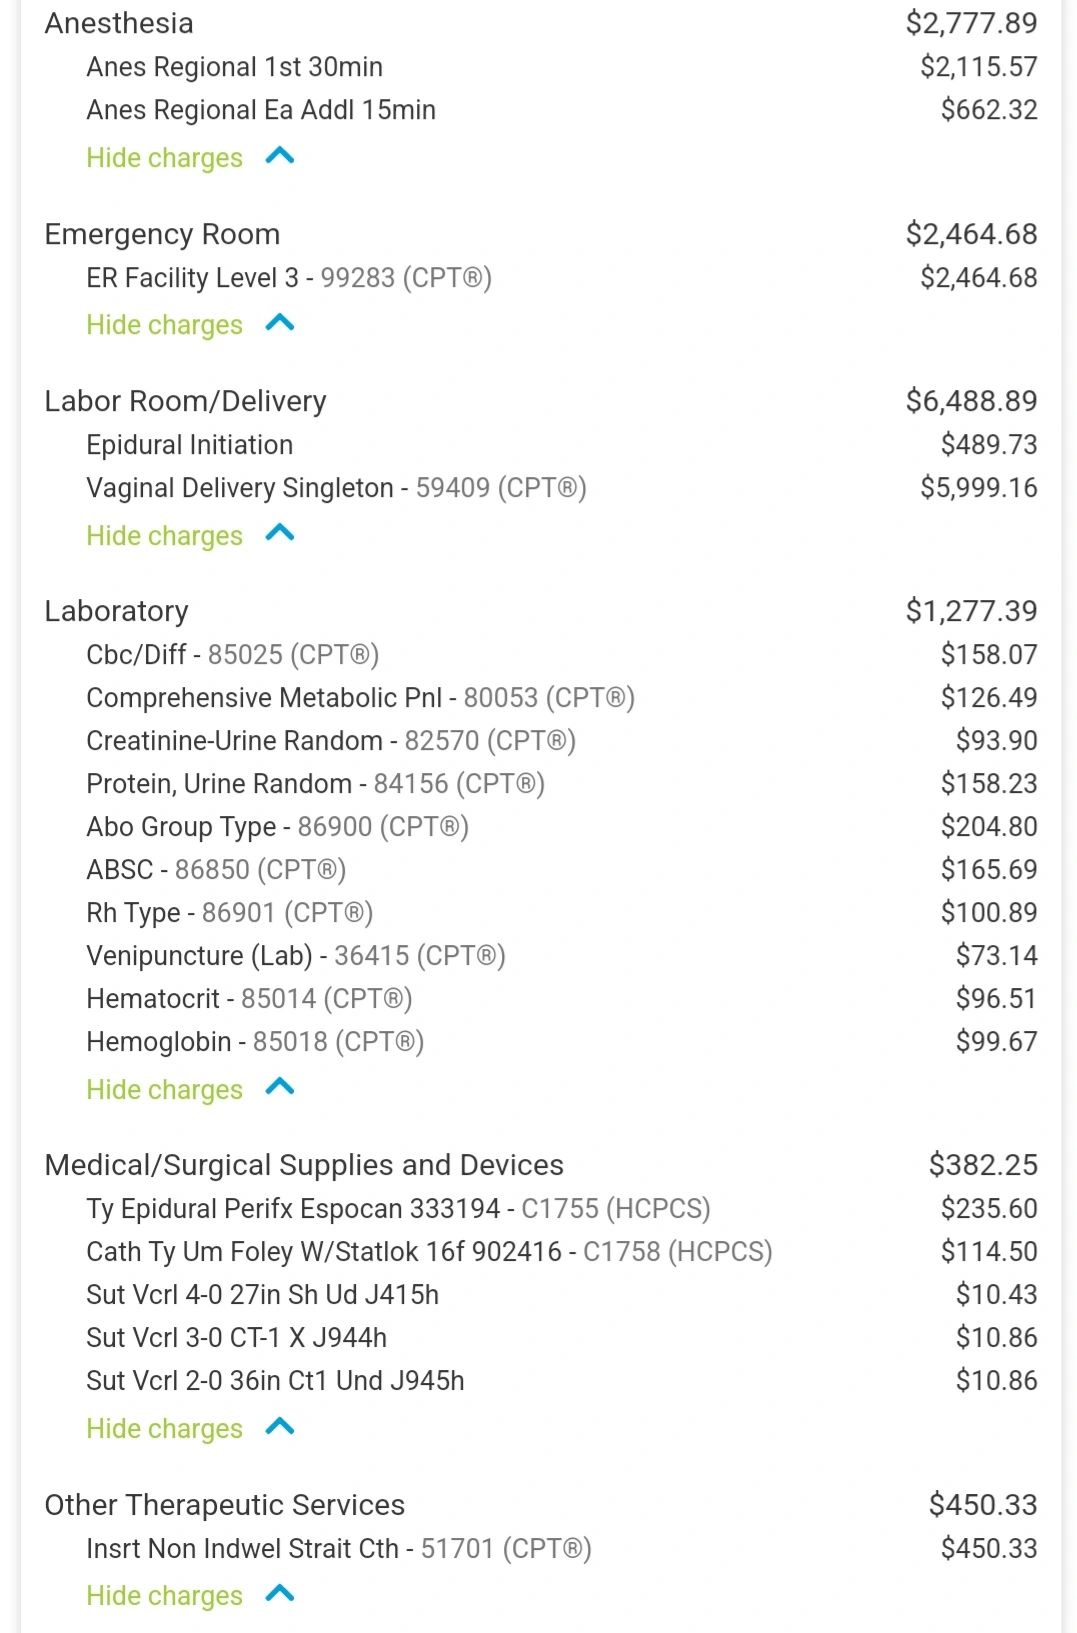 Anesthesia $2,777.89
Anes Regional 1st 30min $2,115.57
Anes Regional Ea Addl 15min $662.32
Hide charges
Emergency Room $2,464.68
ER Facility Level 3 - 99283 (CPT®) $2,464.68
Hide charges
Labor Room/Delivery $6,488.89
Epidural Initiation $489.73
Vaginal Delivery Singleton - 59409 (CPT®) $5,999.16
Hide charges
Laboratory $1,277.39
Cbc/Diff - 85025 (CPT®) $158.07
Comprehensive Metabolic Pnl - 80053 (CPT®) $126.49
Creatinine-Urine Random - 82570 (CPT®) $93.90
Protein, Urine Random - 84156 (CPT®) $158.23
Abo Group Type - 86900 (CPT®) $204.80
ABSC - 86850 (CPT®) $165.69
Rh Type - 86901 (CPT®) $100.89
Venipuncture (Lab) - 36415 (CPT®) $73.14
Hematocrit - 85014 (CPT®) $96.51
Hemoglobin - 85018 (CPT®) $99.67
Hide charges
Medical/Surgical Supplies and Devices $382.25
Ty Epidural Perifx Espocan 333194 - C1755 (HCPCS) $235.60
Cath Ty Um Foley W/Statlok 16f 902416 - C1758 (HCPCS) $114.50
Sut Vcrl 4-0 27in Sh Ud J415h $10.43
Sut Vcrl 3-0 CT-1 X J944h $10.86
Sut Vcrl 2-0 36in Ct1 Und J945h $10.86
Hide charges
Other Therapeutic Services $450.33
Insrt Non Indwel Strait Cth - 51701 (CPT®) $450.33
Hide charges